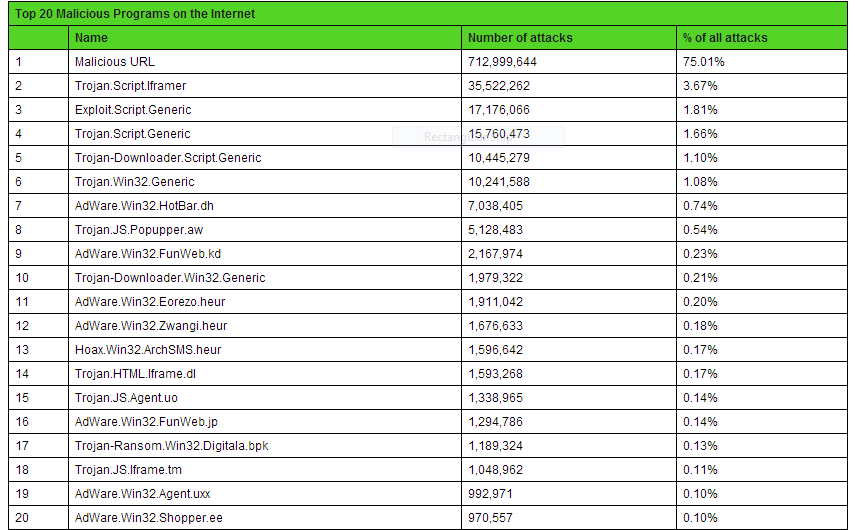 Top 20 Malicious Programs on the Internet
Name Number of attacks % of all attacks
1 Malicious URL 712,999,644 75.01%
2 Trojan.Script.Iframer 35,522,262 3.67%
3 Exploit.Script.Generic 17,176,066 1.81%
4 Trojan.Script.Generic 15,760,473 1.66%
5 Trojan-Downloader.Script.Generic 10,445,279 1.10%
6 Trojan.Win32.Generic 10,241,588 1.08%
7 AdWare.Win32.HotBar.dh 7,038,405 0.74%
8 Trojan.JS.Popupper.aw 5,128,483 0.54%
9 AdWare.Win32.FunWeb.kd 2,167,974 0.23%
10 Trojan-Downloader.Win32.Generic 1,979,322 0.21%
11 AdWare.Win32.Eorezo.heur 1,911,042 0.20%
12 AdWare.Win32.Zwangi.heur 1,676,633 0.18%
13 Hoax.Win32.ArchSMS.heur 1,596,642 0.17%
14 Trojan.HTML.Iframe.dl 1,593,268 0.17%
15 Trojan.JS.Agent.uo 1,338,965 0.14%
16 AdWare.Win32.FunWeb.jp 1,294,786 0.14%
17 Trojan-Ransom.Win32.Digitala.bpk 1,189,324 0.13%
18 Trojan.JS.Iframe.tm 1,048,962 0.11%
19 AdWare.Win32.Agent.uxx 992,971 0.10%
20 AdWare.Win32.Shopper.ee 970,557 0.10%